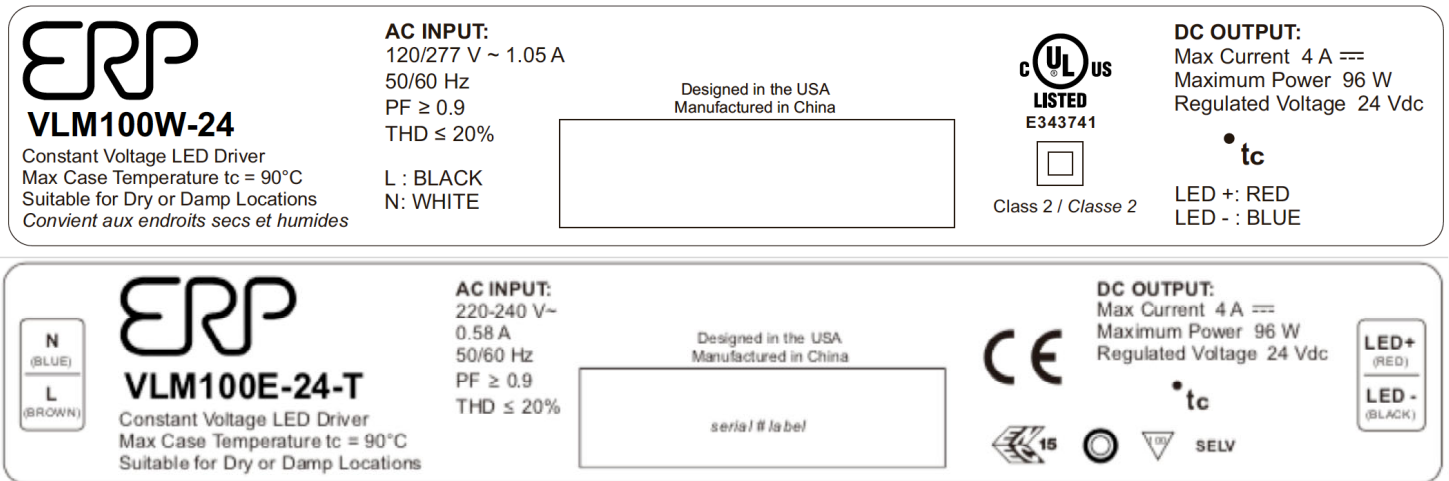 ERP
VLM100W-24
Constant Voltage LED Driver
Max Case Temperature tc = 90°C
Suitable for Dry or Damp Locations
Convient aux endroits secs et humides
AC INPUT:
120/277 V ~ 1.05 A
50/60 Hz
PF ≥ 0.9
THD ≤ 20%
L : BLACK
N: WHITE
Designed in the USA
Manufactured in China
C UL US
®
LISTED
E343741
Class 2 / Classe 2
DC OUTPUT:
Max Current 4 A ⎓
Maximum Power 96 W
Regulated Voltage 24 Vdc
tc
LED +: RED
LED - : BLUE
N
(BLUE)
L
(BROWN)
ERP
VLM100E-24-T
Constant Voltage LED Driver
Max Case Temperature tc = 90°C
Suitable for Dry or Damp Locations
AC INPUT:
220-240 V~
0.58 A
50/60 Hz
PF ≥ 0.9
THD ≤ 20%
Designed in the USA
Manufactured in China
serial # label
CE
DC OUTPUT:
Max Current 4 A ⎓
Maximum Power 96 W
Regulated Voltage 24 Vdc
tc
15
SELV
LED+
(RED)
LED -
(BLACK)